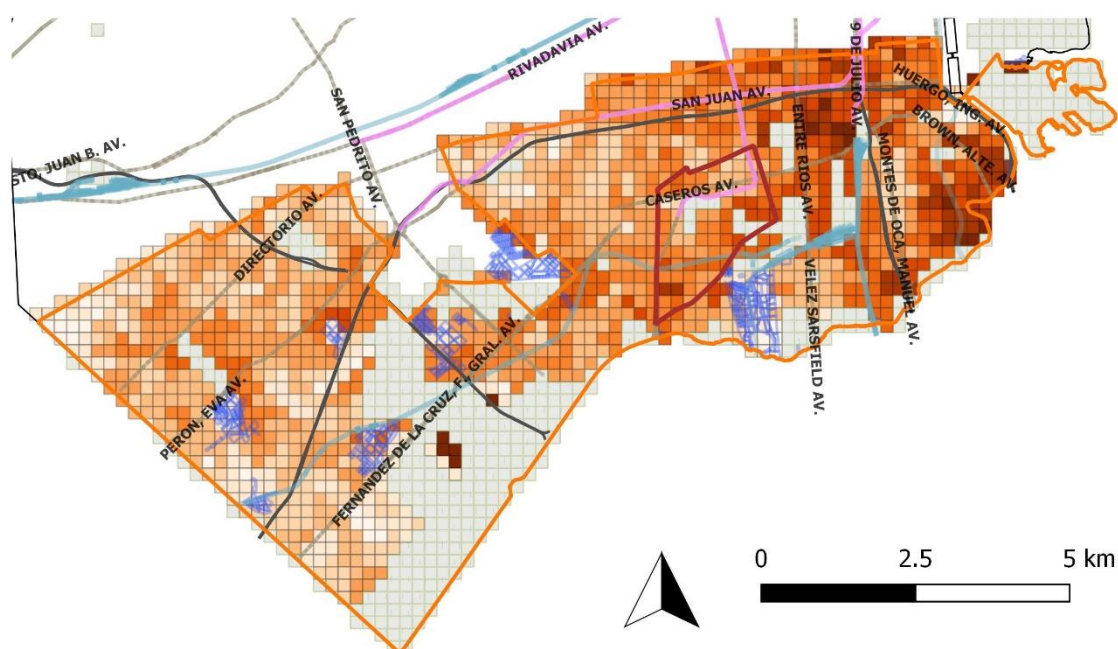 RIVADAVIA AV.
9 DE JULIO AV.
SAN PEDRITO AV.
SAN JUAN AV.
HUERGO, ING. AV.
BROWN, ALTE. AV.
STO, JUAN B. AV.
ENTRE RIOS AV.
MONTES DE OCA, MANUEL AV.
CASEROS AV.
DIRECTORIO AV.
VELEZ SARSFIELD AV.
PERON, EVA AV.
FERNANDEZ DE LA CRUZ, F., GRAL. AV.
0 2.5 5 km